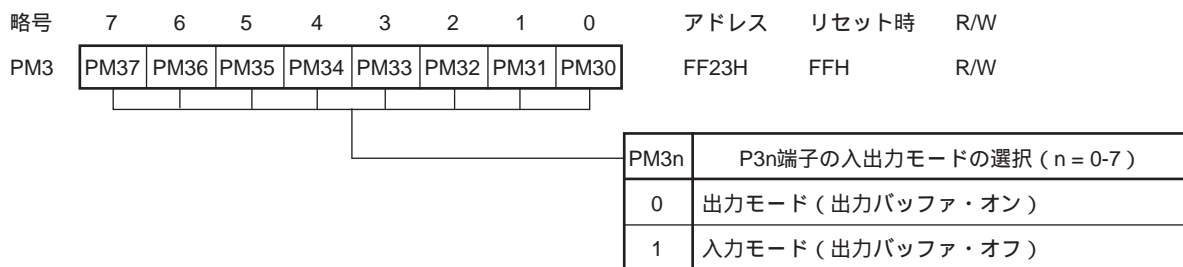 略号 7 6 5 4 3 2 1 0 アドレス リセット時 R/W
PM3 PM37 PM36 PM35 PM34 PM33 PM32 PM31 PM30 FF23H FFH R/W
PM3n P3n端子の入出力モードの選択（n = 0-7）
0 出力モード（出力バッファ・オン）
1 入力モード（出力バッファ・オフ）